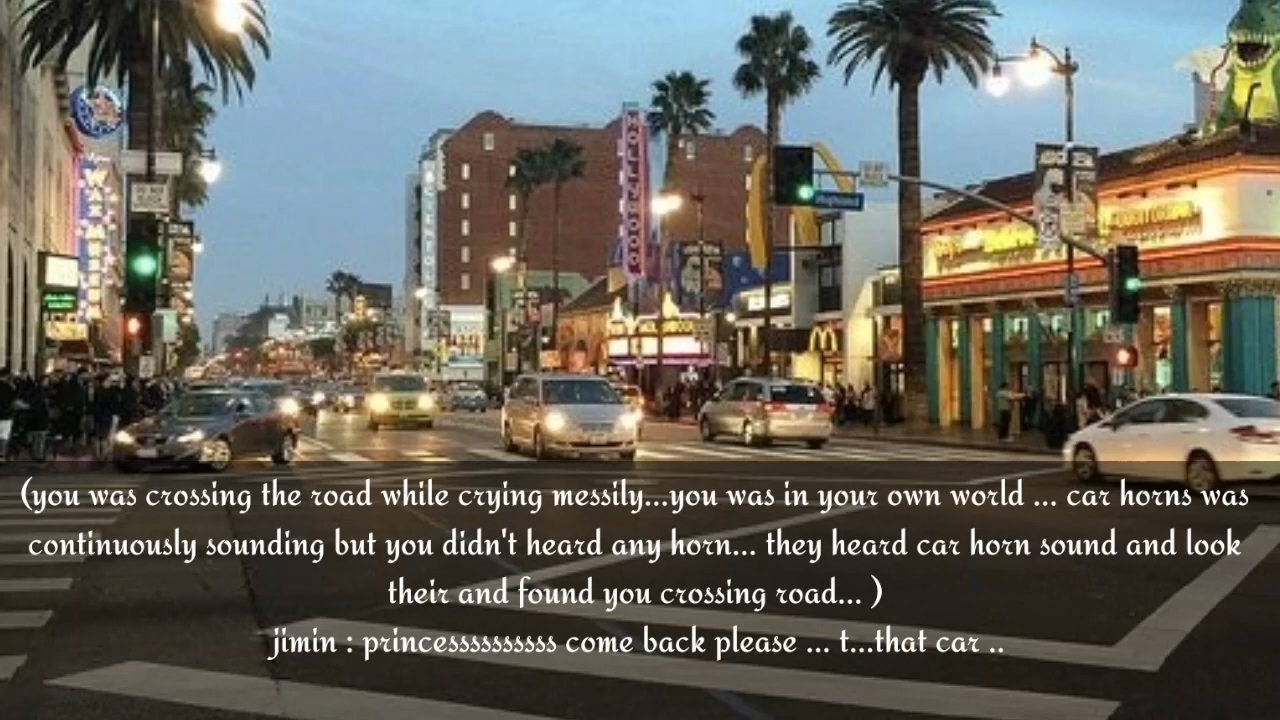 HOLLYWOOD
(you was crossing the road while crying messily...you was in your own world ... car horns was
continuously sounding but you didn't heard any horn... they heard car horn sound and look
their and found you crossing road... )
jimin : princessssssssss come back please ... t...that car ..